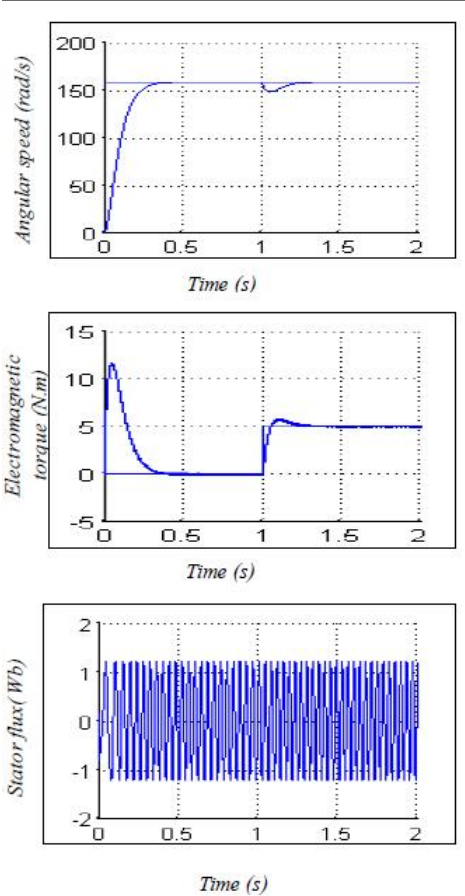 200
150
100
50
0
0 0.5 1 1.5 2
Angular speed (rad/s)
Time (s)
15
10
5
0
-5
0 0.5 1 1.5 2
Electromagnetic
torque (N.m)
Time (s)
2
1
0
-1
-2
0 0.5 1 1.5 2
Stator flux( Wb)
Time (s)